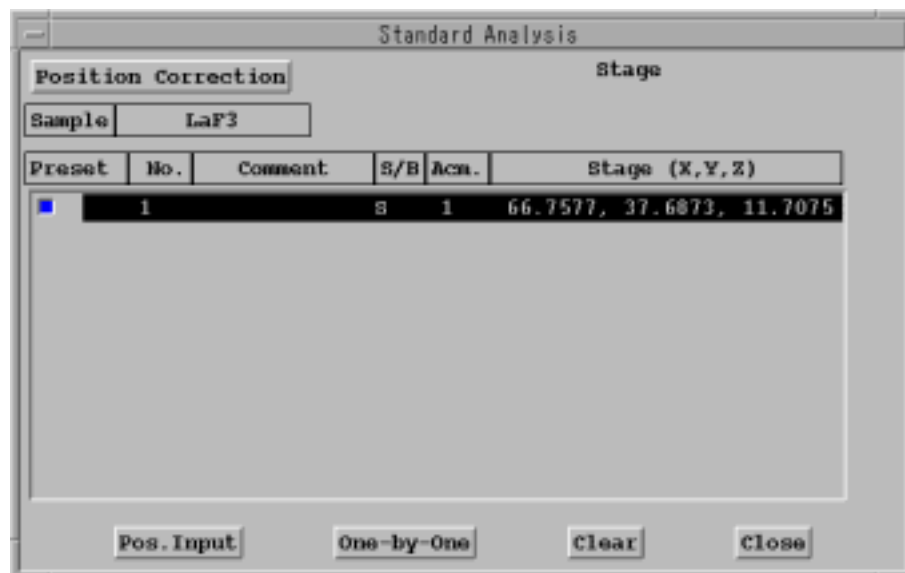 Standard Analysis
Position Correction Stage
Sample LaF3
Preset No. Comment S/B Acm. Stage (X,Y,Z)
1 S 1 66.7577, 37.6873, 11.7075
Pos.Input One-by-One Clear Close